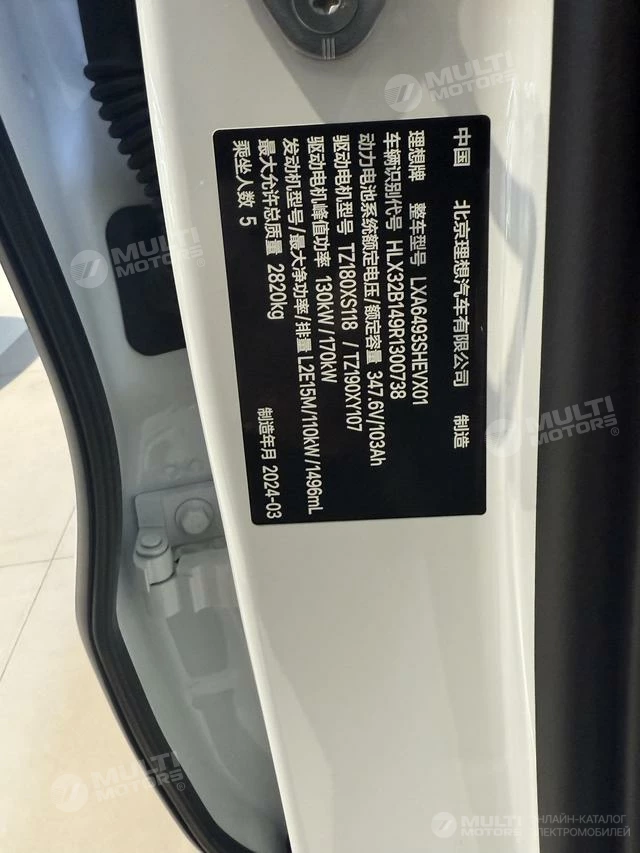 中国 北京理想汽车有限公司 制造
理想牌 整车型号 LXA6493SHEVX01
车辆识别代号 HLX32B149R1300738
动力电池系统额定电压/额定容量 347.6V/103Ah
驱动电机型号 TZ180XS118 / TZ190XY107
驱动电机峰值功率 130kW/170kW
发动机型号/最大净功率/排量 L2E15M/110kW/1496mL
最大允许总质量 2820kg
乘坐人数 5 制造年月 2024-03
MULTI
MOTORS
MULTI
MOTORS
MULTI
MOTORS
MULTI
MOTORS
MULTI
MOTORS
ОНЛАЙН-КАТАЛОГ
ЭЛЕКТРОМОБИЛЕЙ